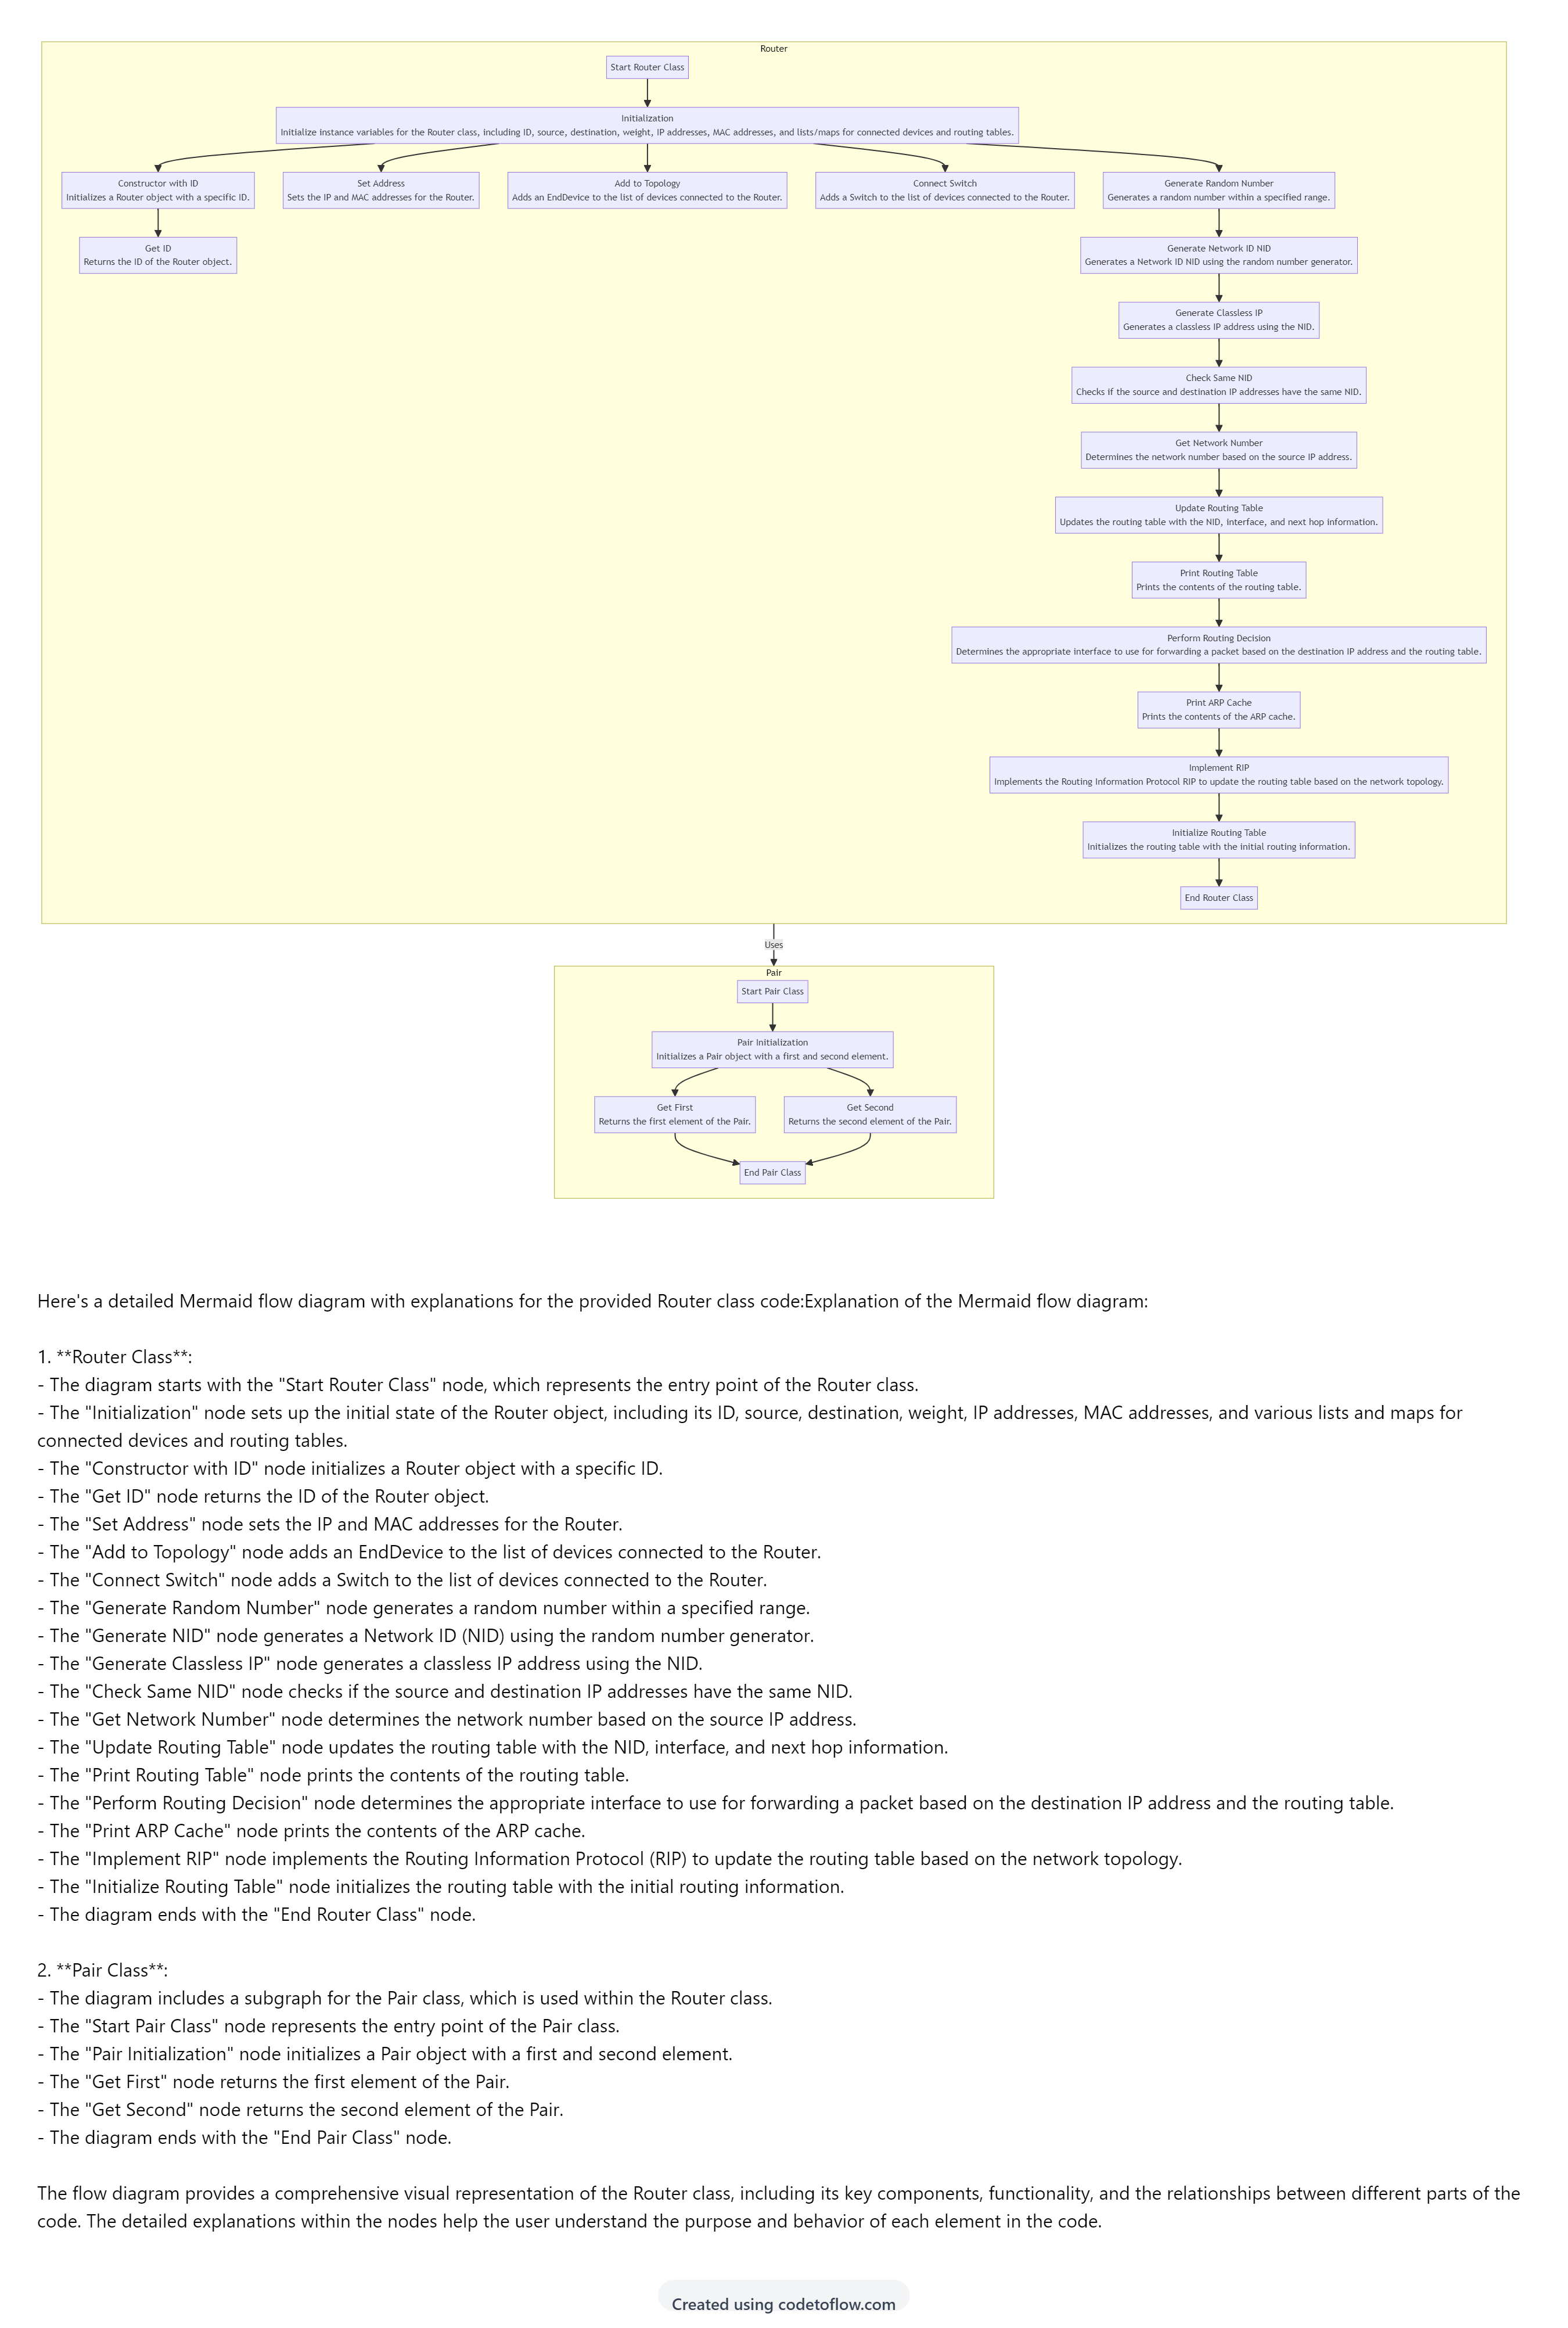 Router
Start Router Class
Initialization
Initialize instance variables for the Router class, including ID, source, destination, weight, IP addresses, MAC addresses, and lists/maps for connected devices and routing tables.
Constructor with ID
Initializes a Router object with a specific ID.
Set Address
Sets the IP and MAC addresses for the Router.
Add to Topology
Adds an EndDevice to the list of devices connected to the Router.
Connect Switch
Adds a Switch to the list of devices connected to the Router.
Generate Random Number
Generates a random number within a specified range.
Get ID
Returns the ID of the Router object.
Generate Network ID NID
Generates a Network ID NID using the random number generator.
Generate Classless IP
Generates a classless IP address using the NID.
Check Same NID
Checks if the source and destination IP addresses have the same NID.
Get Network Number
Determines the network number based on the source IP address.
Update Routing Table
Updates the routing table with the NID, interface, and next hop information.
Print Routing Table
Prints the contents of the routing table.
Perform Routing Decision
Determines the appropriate interface to use for forwarding a packet based on the destination IP address and the routing table.
Print ARP Cache
Prints the contents of the ARP cache.
Implement RIP
Implements the Routing Information Protocol RIP to update the routing table based on the network topology.
Initialize Routing Table
Initializes the routing table with the initial routing information.
End Router Class
Uses
Pair
Start Pair Class
Pair Initialization
Initializes a Pair object with a first and second element.
Get First
Returns the first element of the Pair.
Get Second
Returns the second element of the Pair.
End Pair Class
Here's a detailed Mermaid flow diagram with explanations for the provided Router class code:Explanation of the Mermaid flow diagram:
1. **Router Class**:
- The diagram starts with the "Start Router Class" node, which represents the entry point of the Router class.
- The "Initialization" node sets up the initial state of the Router object, including its ID, source, destination, weight, IP addresses, MAC addresses, and various lists and maps for
connected devices and routing tables.
- The "Constructor with ID" node initializes a Router object with a specific ID.
- The "Get ID" node returns the ID of the Router object.
- The "Set Address" node sets the IP and MAC addresses for the Router.
- The "Add to Topology" node adds an EndDevice to the list of devices connected to the Router.
- The "Connect Switch" node adds a Switch to the list of devices connected to the Router.
- The "Generate Random Number" node generates a random number within a specified range.
- The "Generate NID" node generates a Network ID (NID) using the random number generator.
- The "Generate Classless IP" node generates a classless IP address using the NID.
- The "Check Same NID" node checks if the source and destination IP addresses have the same NID.
- The "Get Network Number" node determines the network number based on the source IP address.
- The "Update Routing Table" node updates the routing table with the NID, interface, and next hop information.
- The "Print Routing Table" node prints the contents of the routing table.
- The "Perform Routing Decision" node determines the appropriate interface to use for forwarding a packet based on the destination IP address and the routing table.
- The "Print ARP Cache" node prints the contents of the ARP cache.
- The "Implement RIP" node implements the Routing Information Protocol (RIP) to update the routing table based on the network topology.
- The "Initialize Routing Table" node initializes the routing table with the initial routing information.
- The diagram ends with the "End Router Class" node.
2. **Pair Class**:
- The diagram includes a subgraph for the Pair class, which is used within the Router class.
- The "Start Pair Class" node represents the entry point of the Pair class.
- The "Pair Initialization" node initializes a Pair object with a first and second element.
- The "Get First" node returns the first element of the Pair.
- The "Get Second" node returns the second element of the Pair.
- The diagram ends with the "End Pair Class" node.
The flow diagram provides a comprehensive visual representation of the Router class, including its key components, functionality, and the relationships between different parts of the
code. The detailed explanations within the nodes help the user understand the purpose and behavior of each element in the code.
Created using codetoflow.com